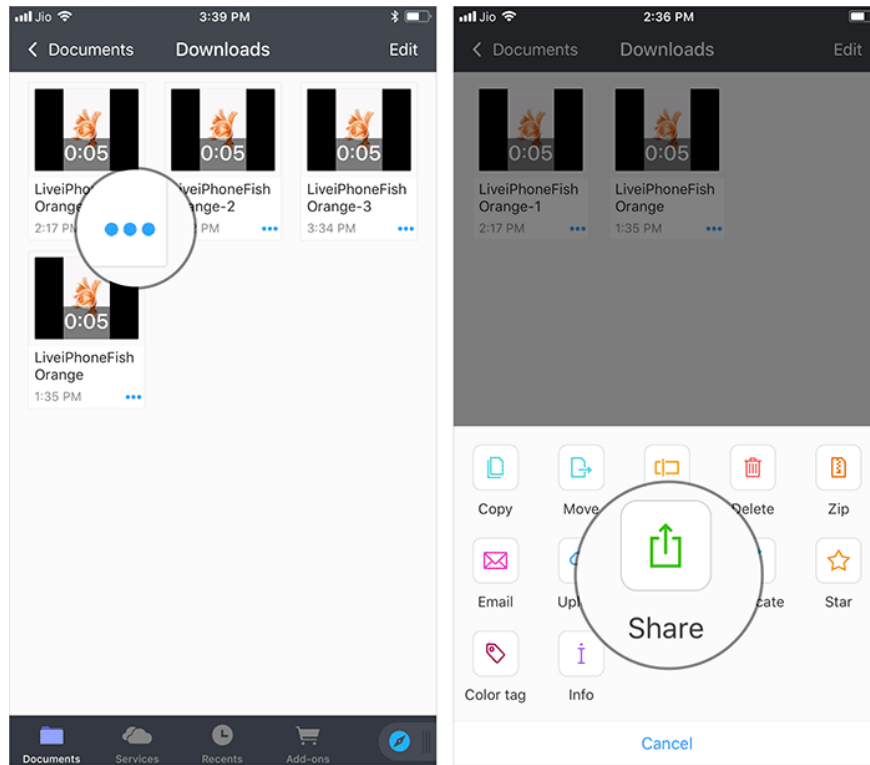 Jio 3:39 PM
Documents Downloads Edit
0:05 0:05 0:05
LiveiPho
Orange
2:17 P
iveiPhoneFish
ange-2
PM
LiveiPhoneFish
Orange-3
3:34 PM
0:05
LiveiPhoneFish
Orange
1:35 PM
Documents Services Recents Add-ons
Jio 2:36 PM
Documents Downloads Edit
0:05 0:05
LiveiPhoneFish
Orange-1
2:17 PM
LiveiPhoneFish
Orange
1:35 PM
Copy Move Delete Zip
Email Upl cate Star
Share
Color tag Info
Cancel